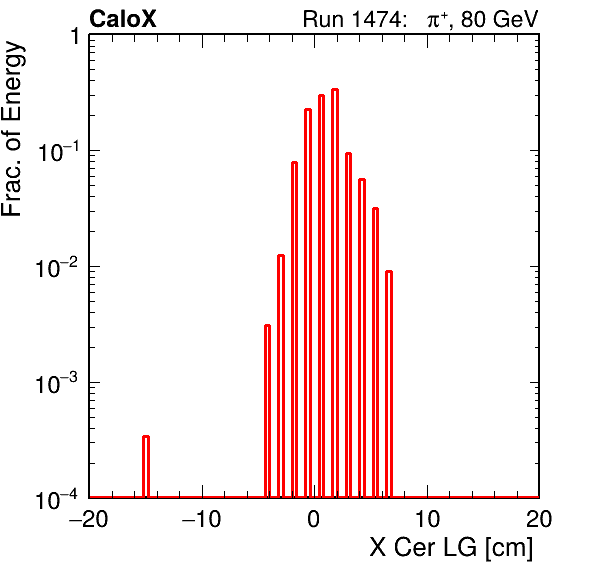 CaloX Run 1474: π⁺, 80 GeV
Frac. of Energy
1
10⁻¹
10⁻²
10⁻³
10⁻⁴
−20 −10 0 10 20
X Cer LG [cm]